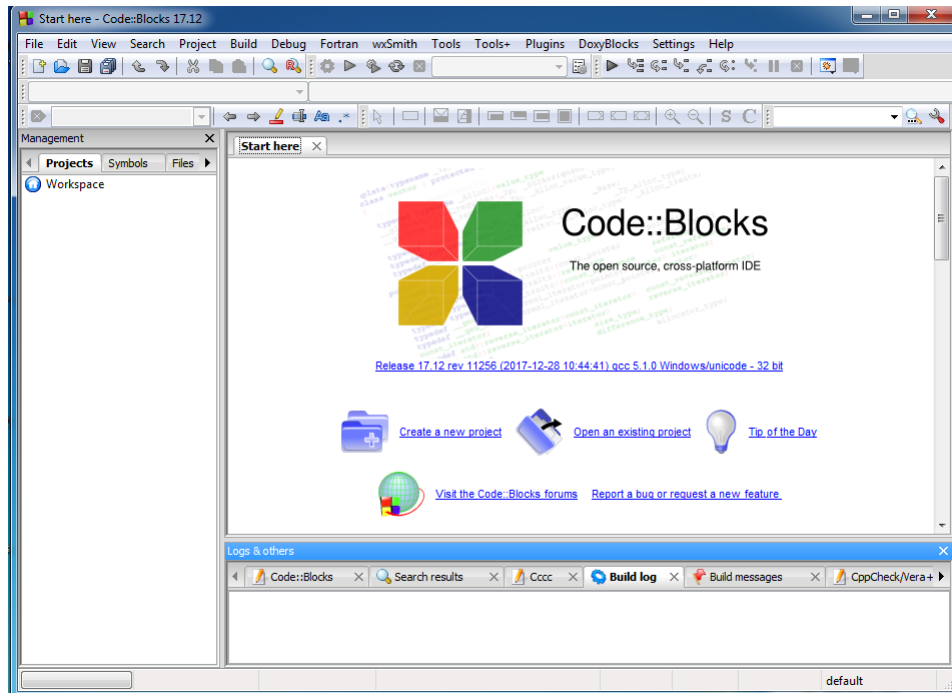 Start here - Code::Blocks 17.12
File Edit View Search Project Build Debug Fortran wxSmith Tools Tools+ Plugins DoxyBlocks Settings Help
Aa .* S C
Management
Start here
Projects Symbols Files
Workspace
Code::Blocks
The open source, cross-platform IDE
Release 17.12 rev 11256 (2017-12-28 10:44:41) gcc 5.1.0 Windows/unicode - 32 bit
Create a new project Open an existing project Tip of the Day
Visit the Code::Blocks forums Report a bug or request a new feature
Logs & others
Code::Blocks Search results Cccc Build log Build messages CppCheck/Vera+
default